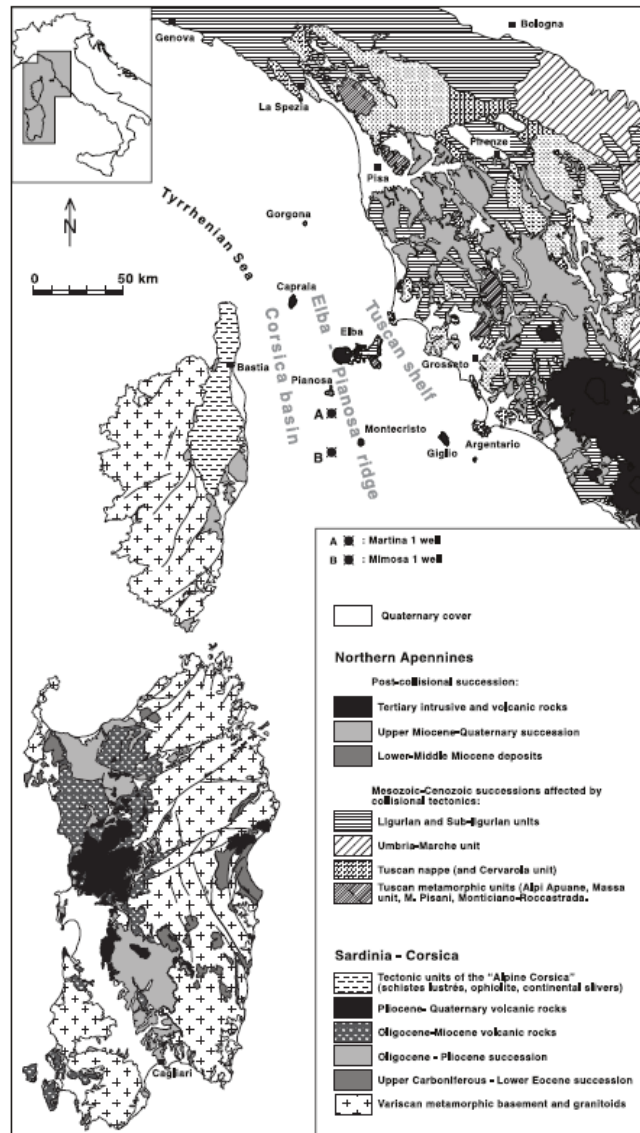 Genova
Bologna
La Spezia
Firenze
Pisa
N
Tyrrhenian Sea
Gorgona
0 50 km
Capraia
Corsica basin
Elba - Pianosa ridge
Tuscan shelf
Elba
Bastia
Grosseto
Pianosa
A
Montecristo
B
Giglio
Argentario
A : Martina 1 well
B : Mimosa 1 well
Quaternary cover
Northern Apennines
Post-collisional succession:
Tertiary intrusive and volcanic rocks
Upper Miocene-Quaternary succession
Lower-Middle Miocene deposits
Mesozoic-Cenozoic successions affected by
collisional tectonics:
Ligurian and Sub-ligurian units
Umbria-Marche unit
Tuscan nappe (and Cervarola unit)
Tuscan metamorphic units (Alpi Apuane, Massa
unit, M. Pisani, Monticiano-Roccastrada.
Sardinia - Corsica
Tectonic units of the "Alpine Corsica"
(schistes lustrés, ophiolite, continental slivers)
Pliocene- Quaternary volcanic rocks
Oligocene-Miocene volcanic rocks
Oligocene - Pliocene succession
Upper Carboniferous - Lower Eocene succession
Variscan metamorphic basement and granitoids
Cagliari